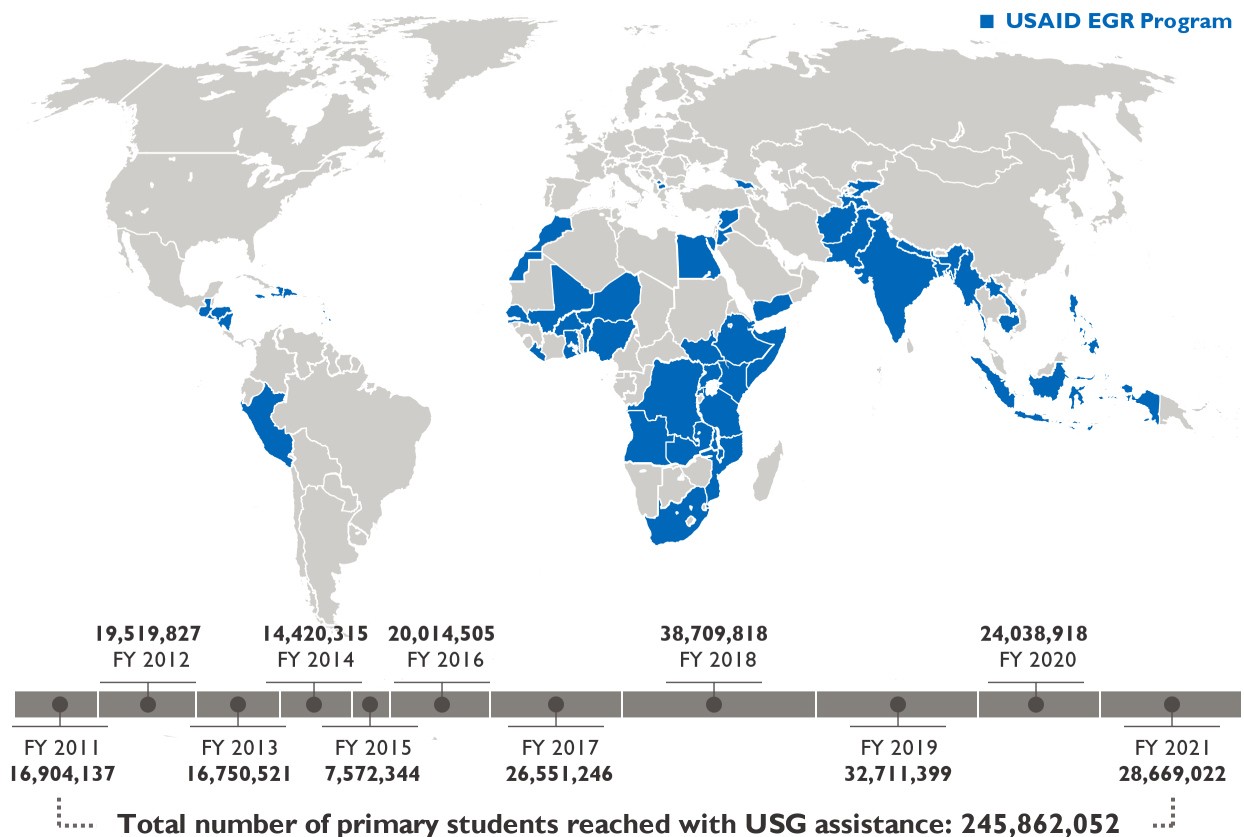 USAID EGR Program
19,519,827
FY 2012
14,420,315
FY 2014
20,014,505
FY 2016
38,709,818
FY 2018
24,038,918
FY 2020
FY 2011
16,904,137
FY 2013
16,750,521
FY 2015
7,572,344
FY 2017
26,551,246
FY 2019
32,711,399
FY 2021
28,669,022
Total number of primary students reached with USG assistance: 245,862,052